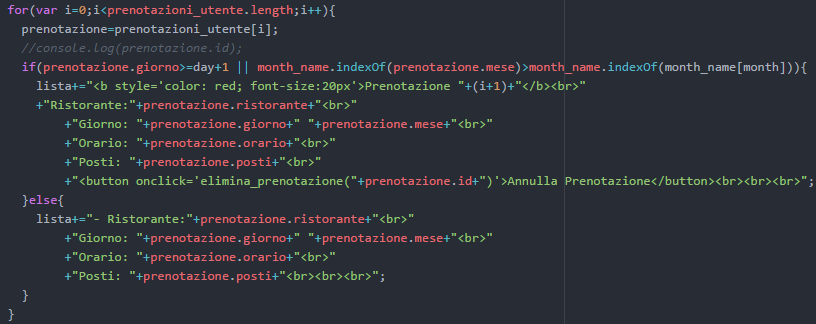 for(var i=0;i<prenotazioni_utente.length;i++){
prenotazione=prenotazioni_utente[i];
//console.log(prenotazione.id);
if(prenotazione.giorno>=day+1 || month_name.indexOf(prenotazione.mese)>month_name.indexOf(month_name[month])){
lista+="<b style='color: red; font-size:20px'>Prenotazione "+(i+1)+"</b><br>"
+"Ristorante:"+prenotazione.ristorante+"<br>"
+"Giorno: "+prenotazione.giorno+" "+prenotazione.mese+"<br>"
+"Orario: "+prenotazione.orario+"<br>"
+"Posti: "+prenotazione.posti+"<br>"
+"<button onclick='elimina_prenotazione("+prenotazione.id+")'>Annulla Prenotazione</button><br><br><br>";
}else{
lista+="- Ristorante:"+prenotazione.ristorante+"<br>"
+"Giorno: "+prenotazione.giorno+" "+prenotazione.mese+"<br>"
+"Orario: "+prenotazione.orario+"<br>"
+"Posti: "+prenotazione.posti+"<br><br><br>";
}
}